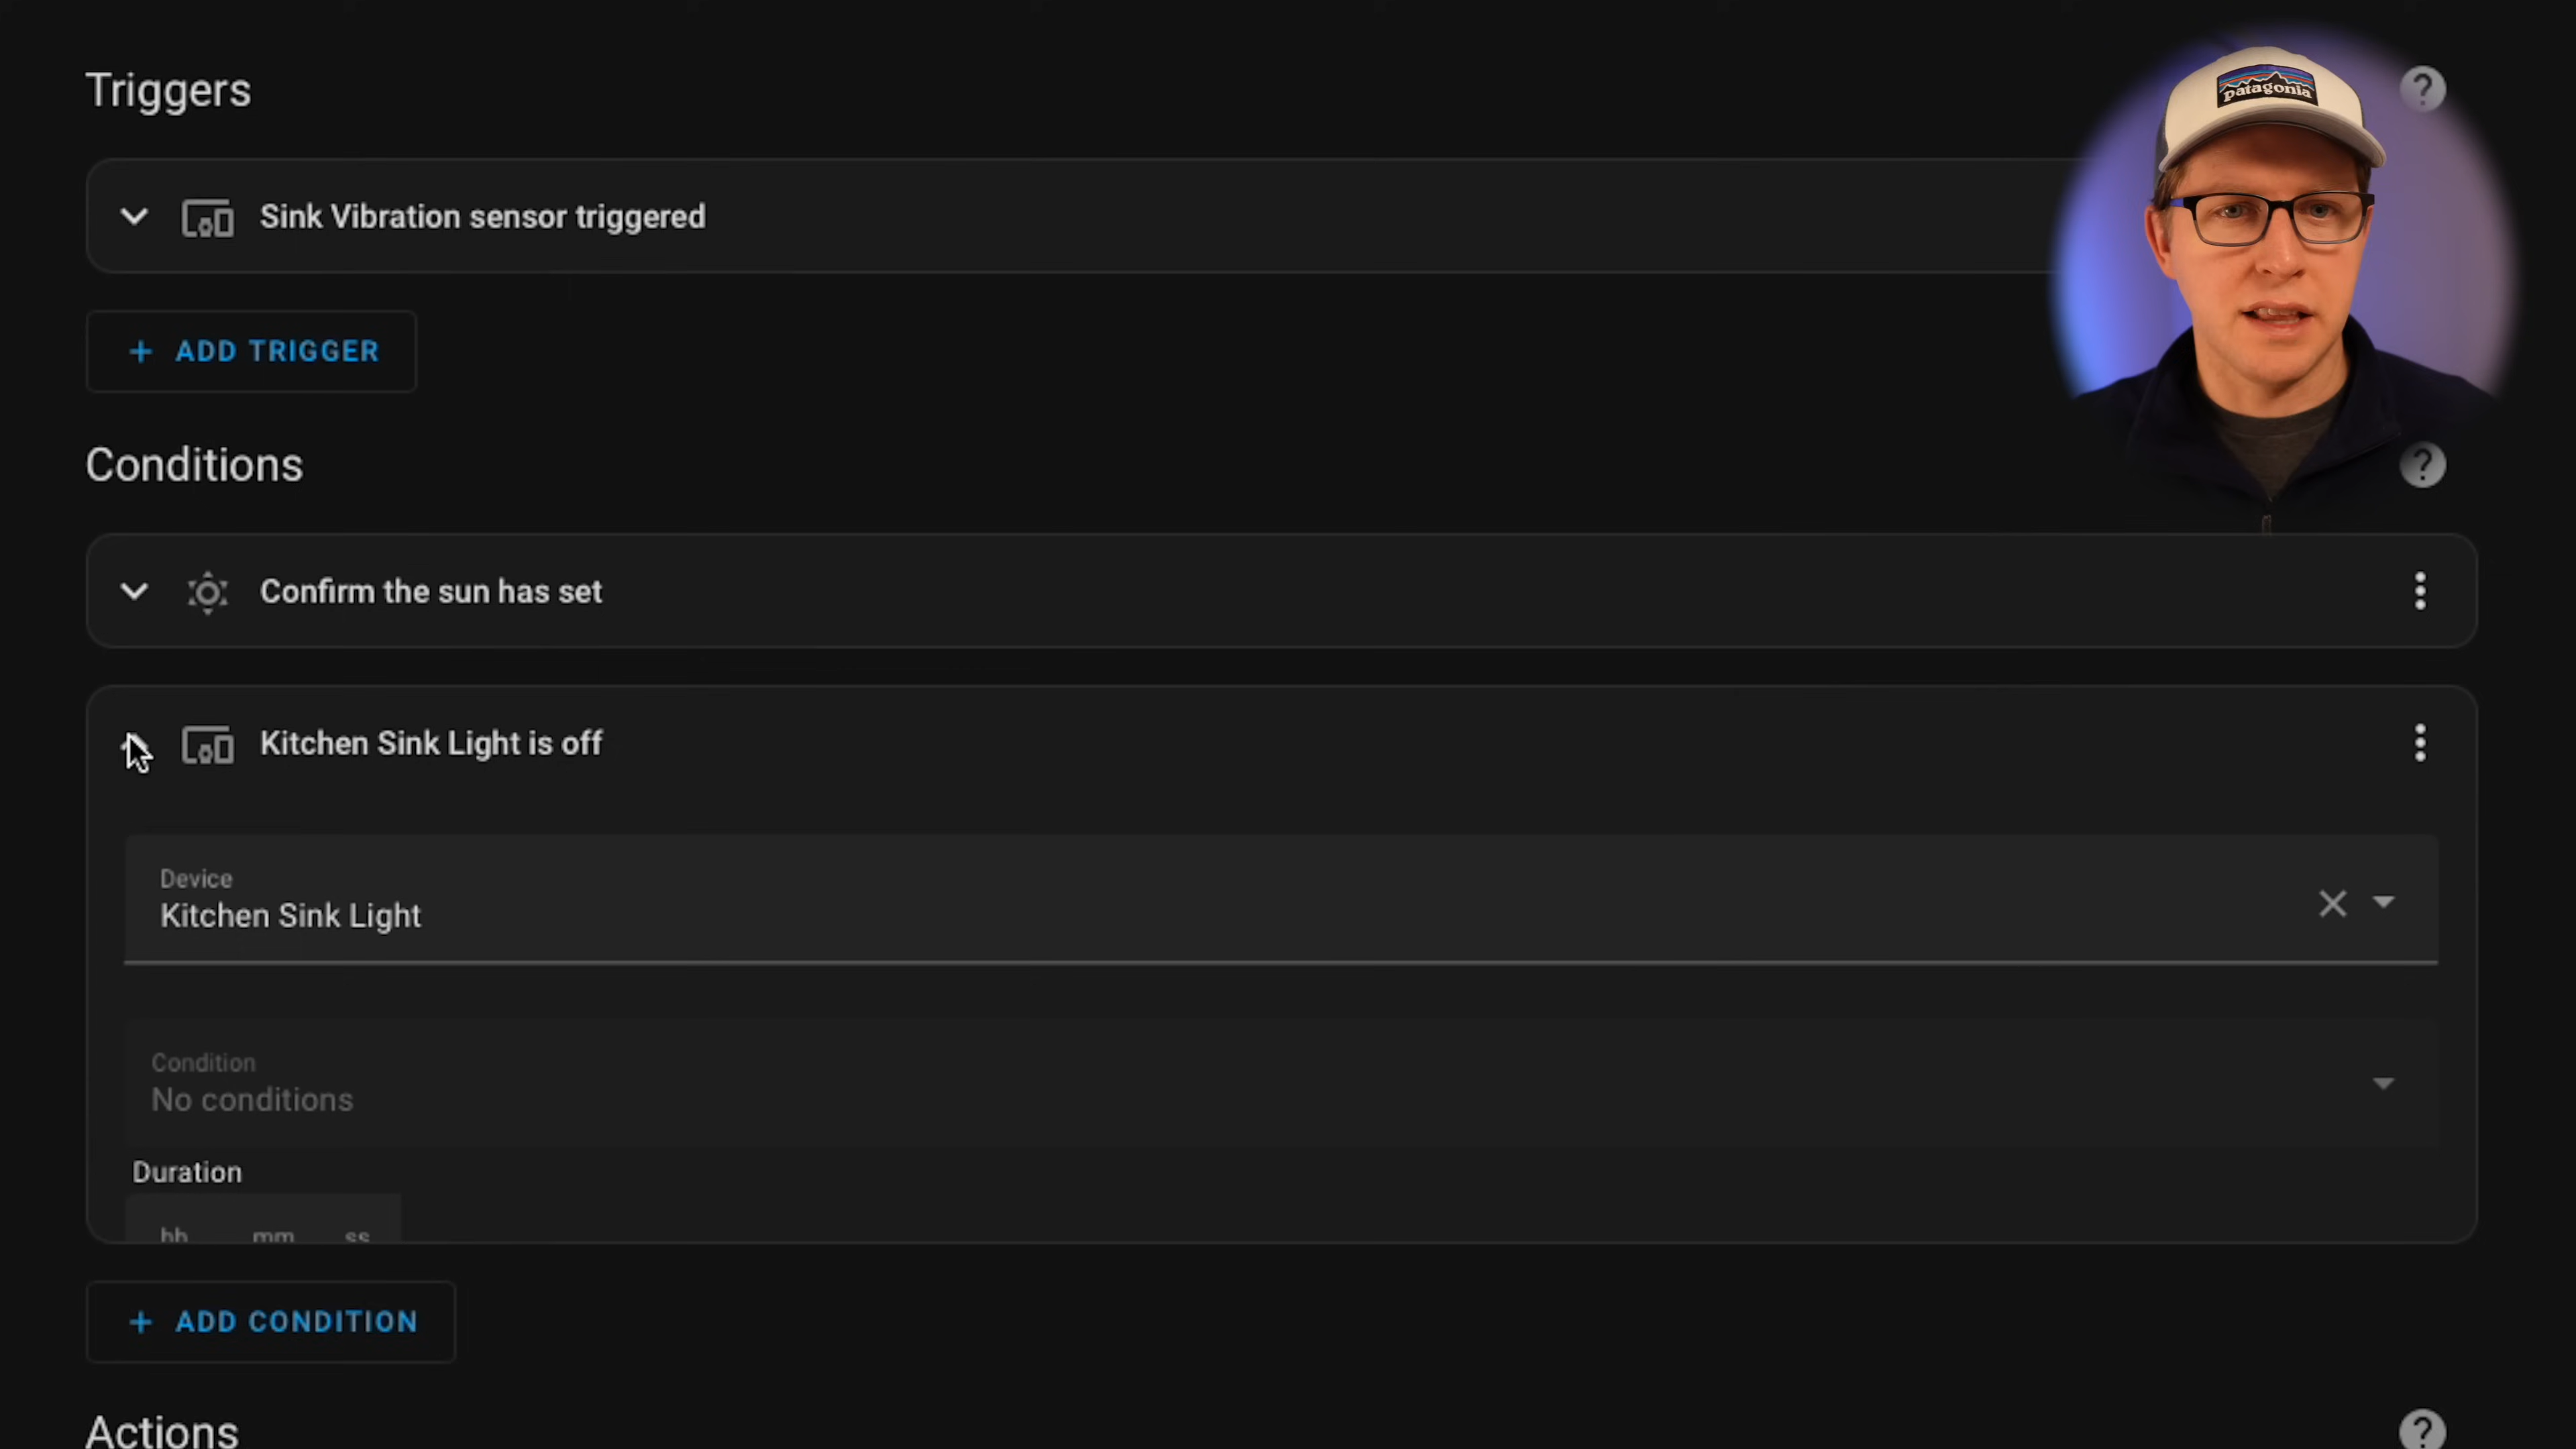 Triggers
patagonia
Sink Vibration sensor triggered
+ ADD TRIGGER
Conditions
Confirm the sun has set
Kitchen Sink Light is off
Device
Kitchen Sink Light
Condition
No conditions
Duration
hh mm ss
+ ADD CONDITION
Actions